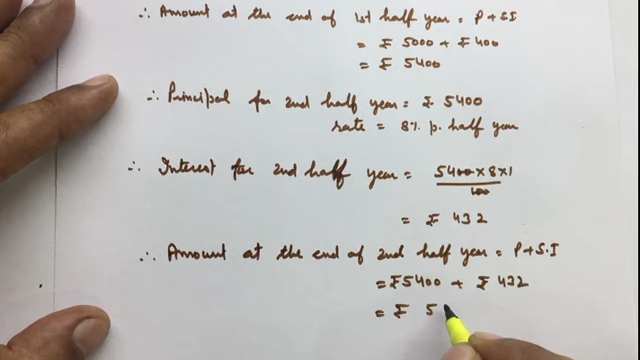 ∴ Amount at the end of 1st half year = P + SI
= ₹ 5000 + ₹ 400
= ₹ 5400
∴ Principal for 2nd half year = ₹ 5400
rate = 8% p. half year
∴ Interest for 2nd half year = 5400 × 8 × 1
100
= ₹ 432
∴ Amount at the end of 2nd half year = P + S.I
= ₹ 5400 + ₹ 432
= ₹ 5